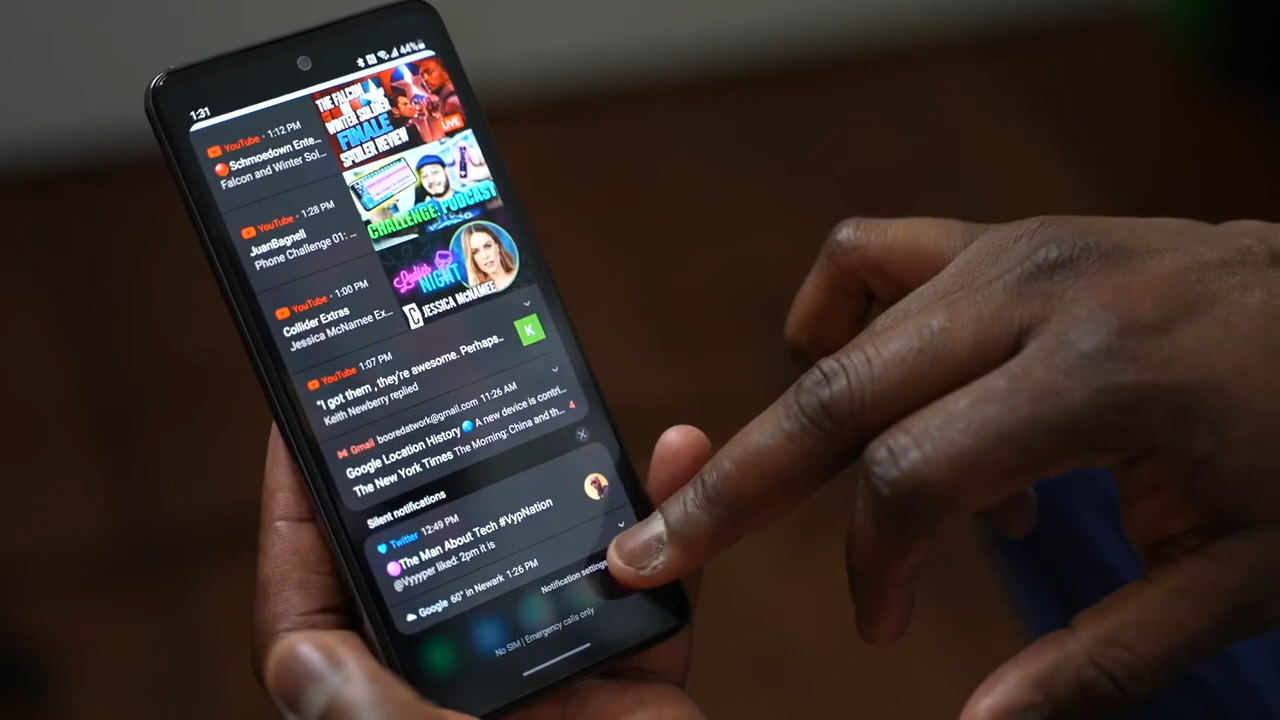 1:31
44%
YouTube • 1:12 PM
Schmoedown Ente...
Falcon and Winter Sol...
THE FALCON
WINTER SOLDIER
FINALE
SPOILER REVIEW
LIVE
YouTube • 1:28 PM
JuanBagnell
Phone Challenge 01: ...
CHALLENGE: PODCAST
YouTube • 1:00 PM
Collider Extras
Jessica McNamee Ex...
Ladies
NIGHT
JESSICA MCNAMEE
YouTube 1:07 PM
"I got them , they're awesome. Perhaps..
Keith Newberry replied
K
Gmail booredatwork@gmail.com 11:26 AM
Google Location History A new device is contri...
The New York Times The Morning: China and th...
4
Silent notifications
Twitter 12:49 PM
The Man About Tech #VypNation
@Vyyyper liked: 2pm it is
Google 60° in Newark 1:26 PM
Notification settings
No SIM | Emergency calls only